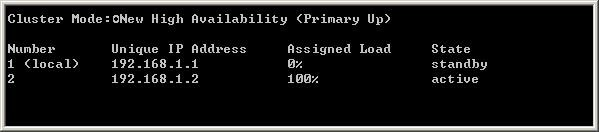 Cluster Mode: New High Availability (Primary Up)
Number Unique IP Address Assigned Load State
1 (local) 192.168.1.1 0% standby
2 192.168.1.2 100% active